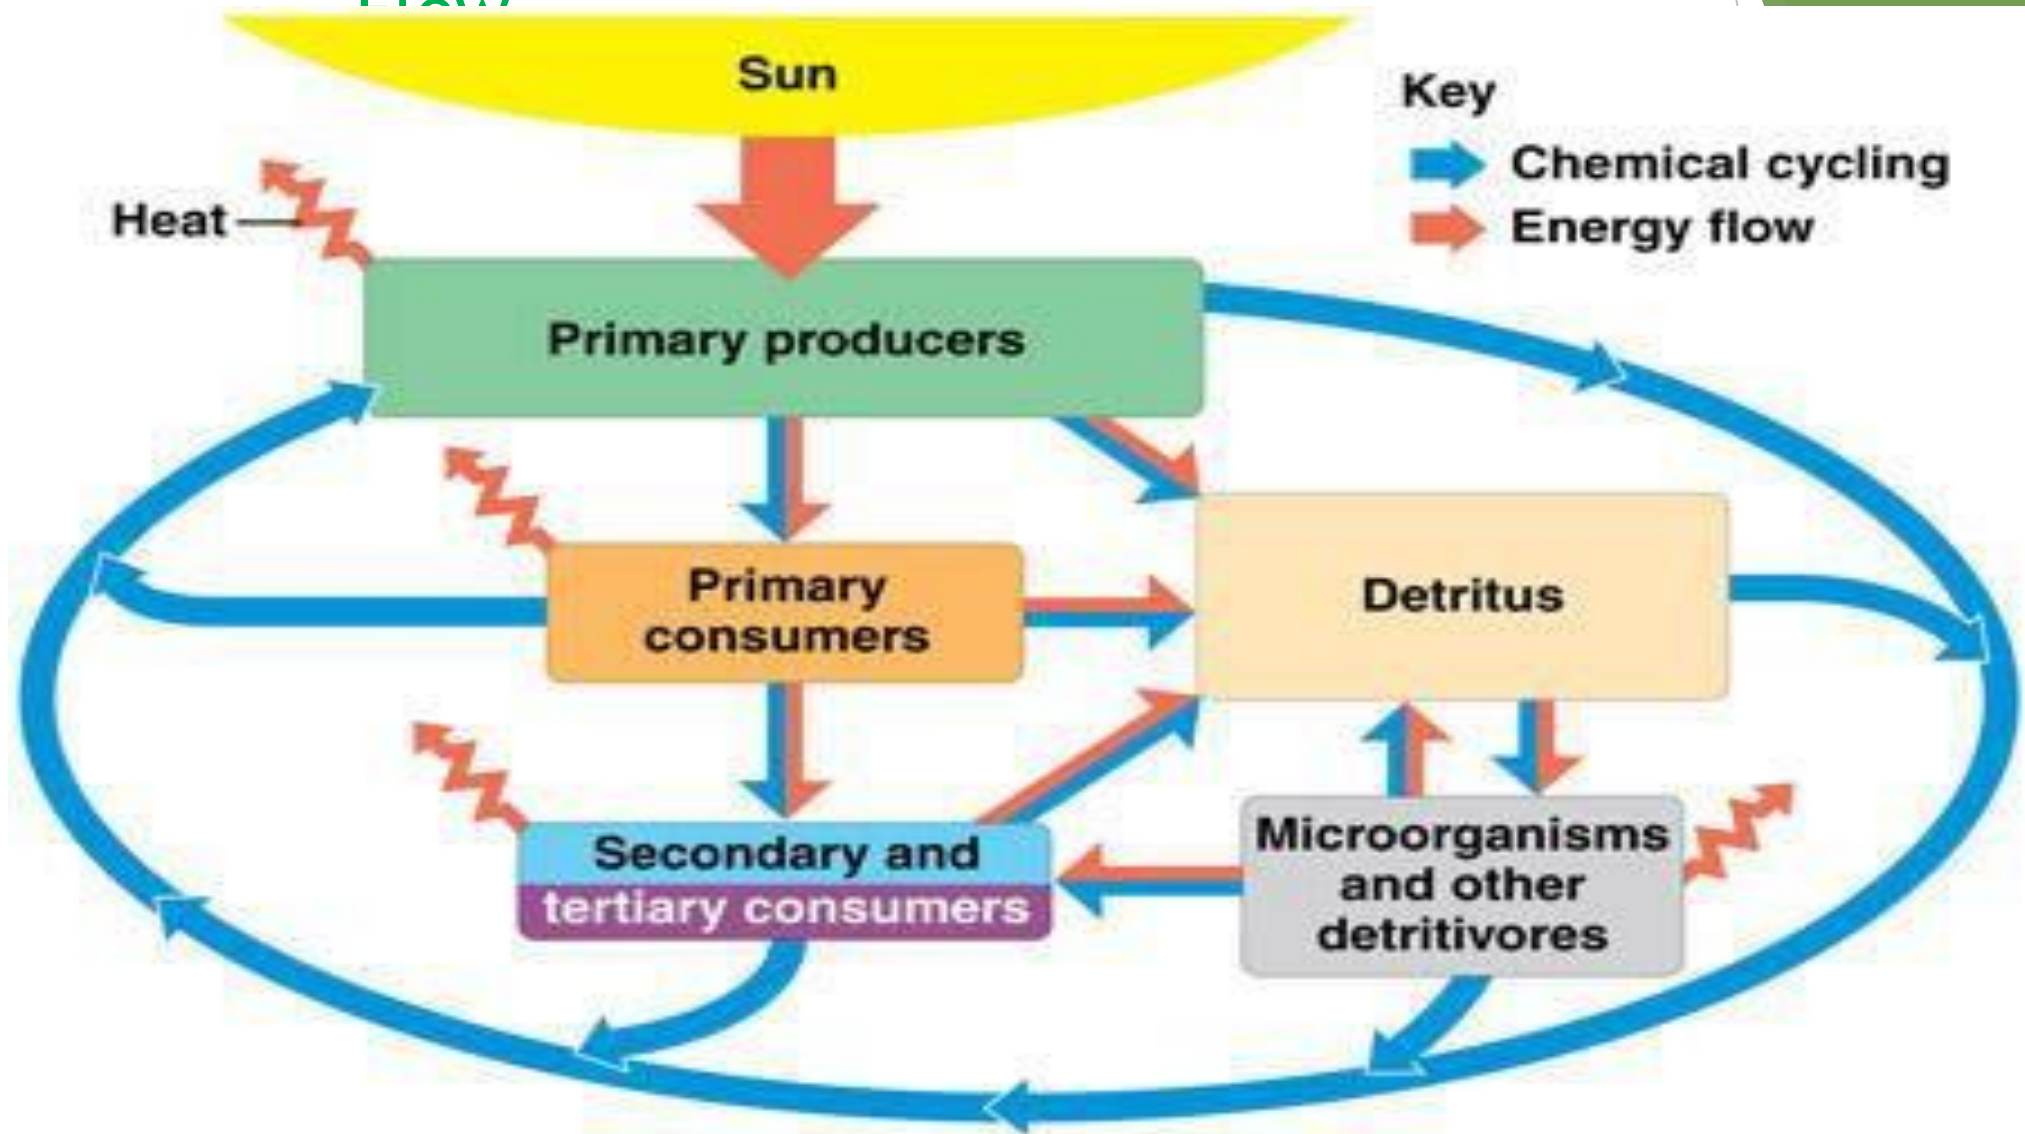 Flow
Sun
Key
Chemical cycling
Energy flow
Heat
Primary producers
Primary
consumers
Detritus
Secondary and
tertiary consumers
Microorganisms
and other
detritivores